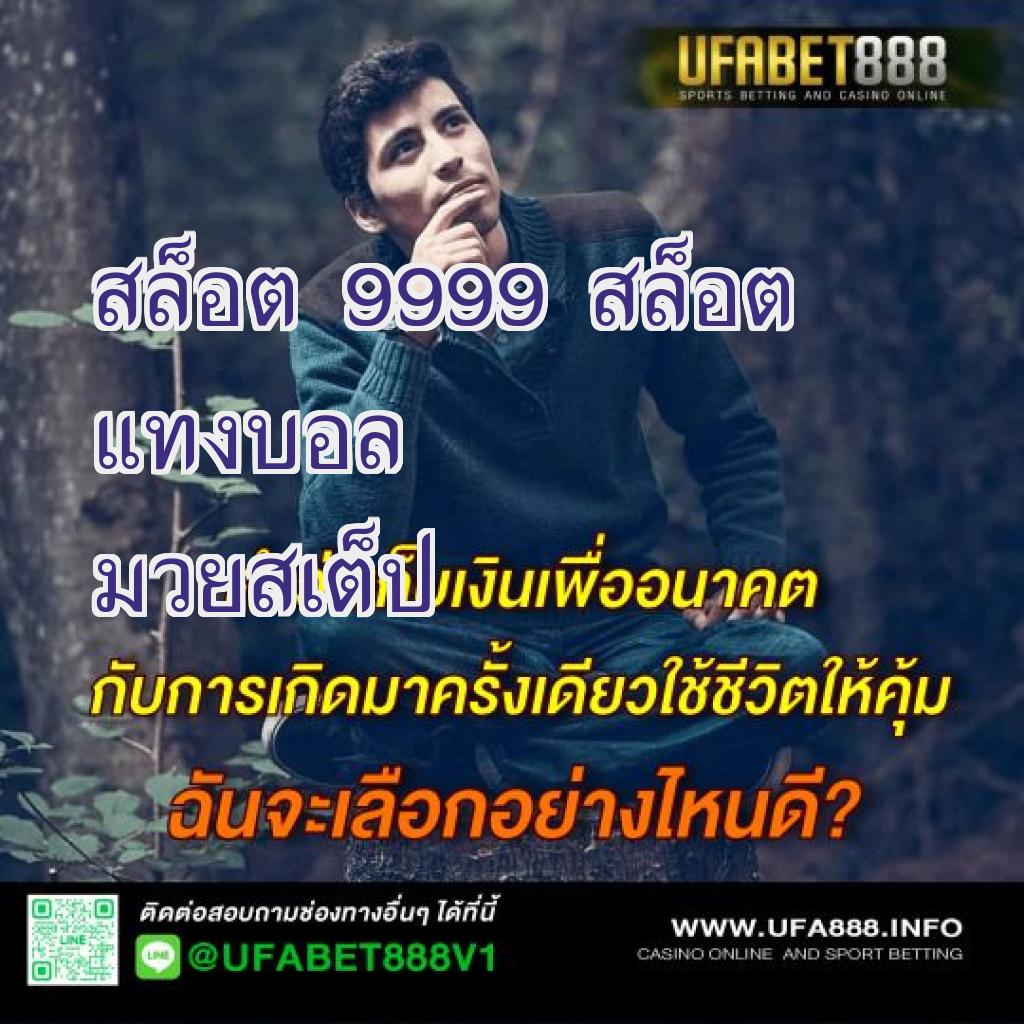 UFABET888
SPORTS BETTING AND CASINO ONLINE
สล็อต 9999 สล็อต
แทงบอล
มวยสเต็ป
เงินเพื่ออนาคต
กับการเกิดมาครั้งเดียวใช้ชีวิตให้คุ้ม
ฉันจะเลือกอย่างไหนดี?
ติดต่อสอบถามช่องทางอื่นๆ ได้ที่นี้
LINE
LINE
@UFABET888V1
WWW.UFA888.INFO
CASINO ONLINE AND SPORT BETTING